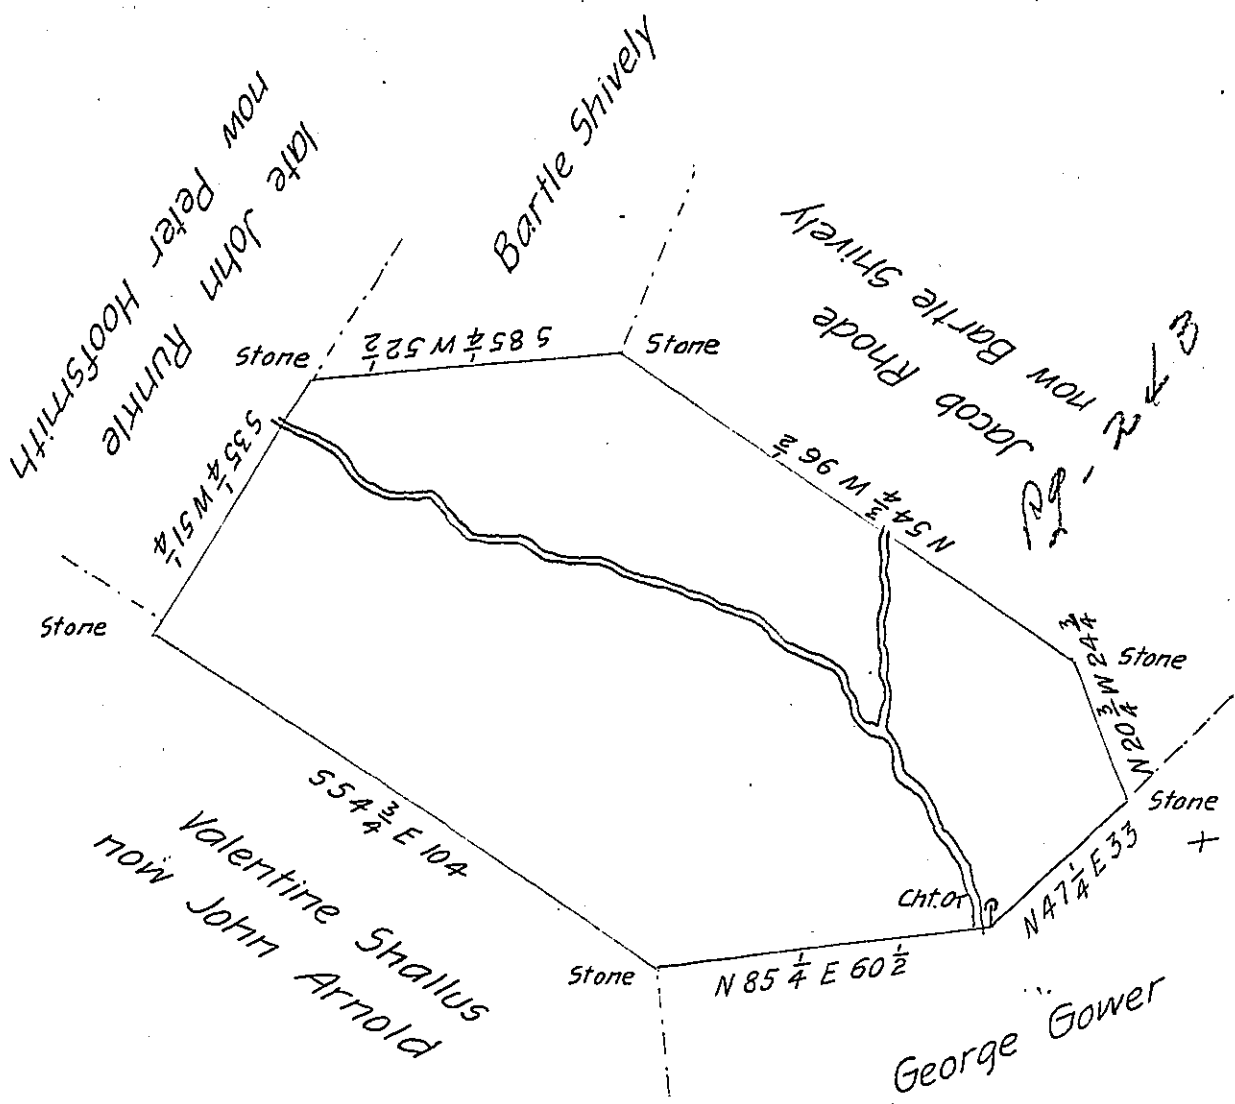 now Peter Hoofsmith
late John Runkle
Bartle Shively
Jacob Rhode
now Bartle Shively
Stone
S 85 1/4 W 52 1/2
Stone
S 35 1/4 W 51 1/4
N 54 3/4 W 96 1/2
Stone
Stone
N 20 3/4 W 24 3/4
Stone
S 54 3/4 E 104
Valentine Shallus
now John Arnold
Cht. Or
N 47 1/4 E 33
Stone
N 85 1/4 E 60 1/2
George Gower